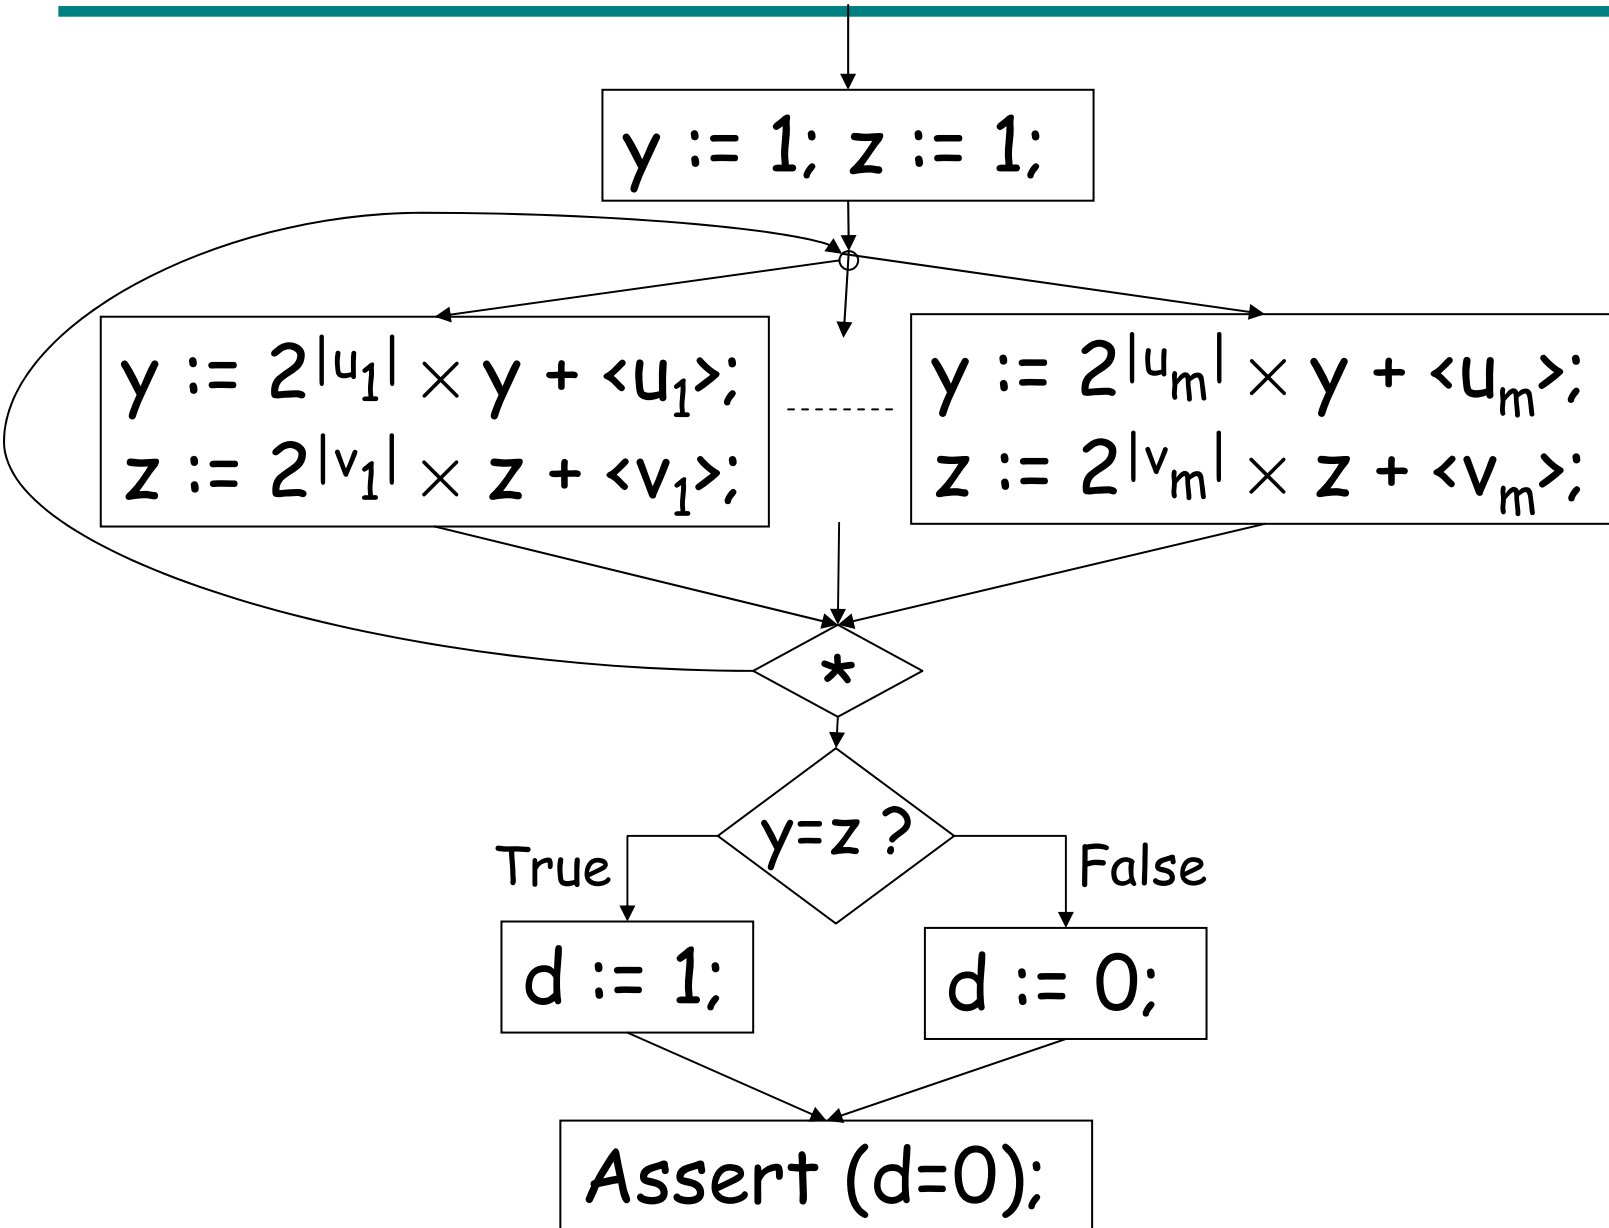 y := 1; z := 1;
y := 2^|u₁| × y + <u₁>;
z := 2^|v₁| × z + <v₁>;
y := 2^|uₘ| × y + <uₘ>;
z := 2^|vₘ| × z + <vₘ>;
*
y=z ?
True
False
d := 1;
d := 0;
Assert (d=0);